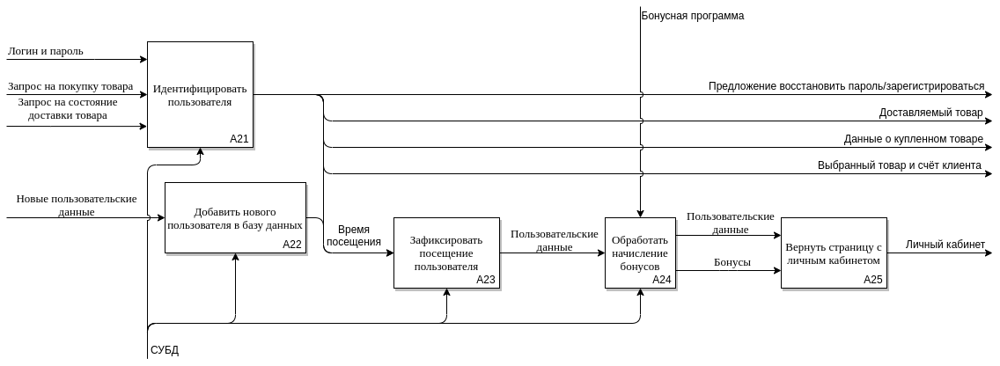 Бонусная программа
Логин и пароль
Запрос на покупку товара
Запрос на состояние
доставки товара
Идентифицировать
пользователя
A21
Предложение восстановить пароль/зарегистрироваться
Доставляемый товар
Данные о купленном товаре
Выбранный товар и счёт клиента
Новые пользовательские
данные
Добавить нового
пользователя в базу данных
A22
Время
посещения
Зафиксировать
посещение
пользователя
A23
Пользовательские
данные
Обработать
начисление
бонусов
A24
Пользовательские
данные
Бонусы
Вернуть страницу с
личным кабинетом
A25
Личный кабинет
СУБД